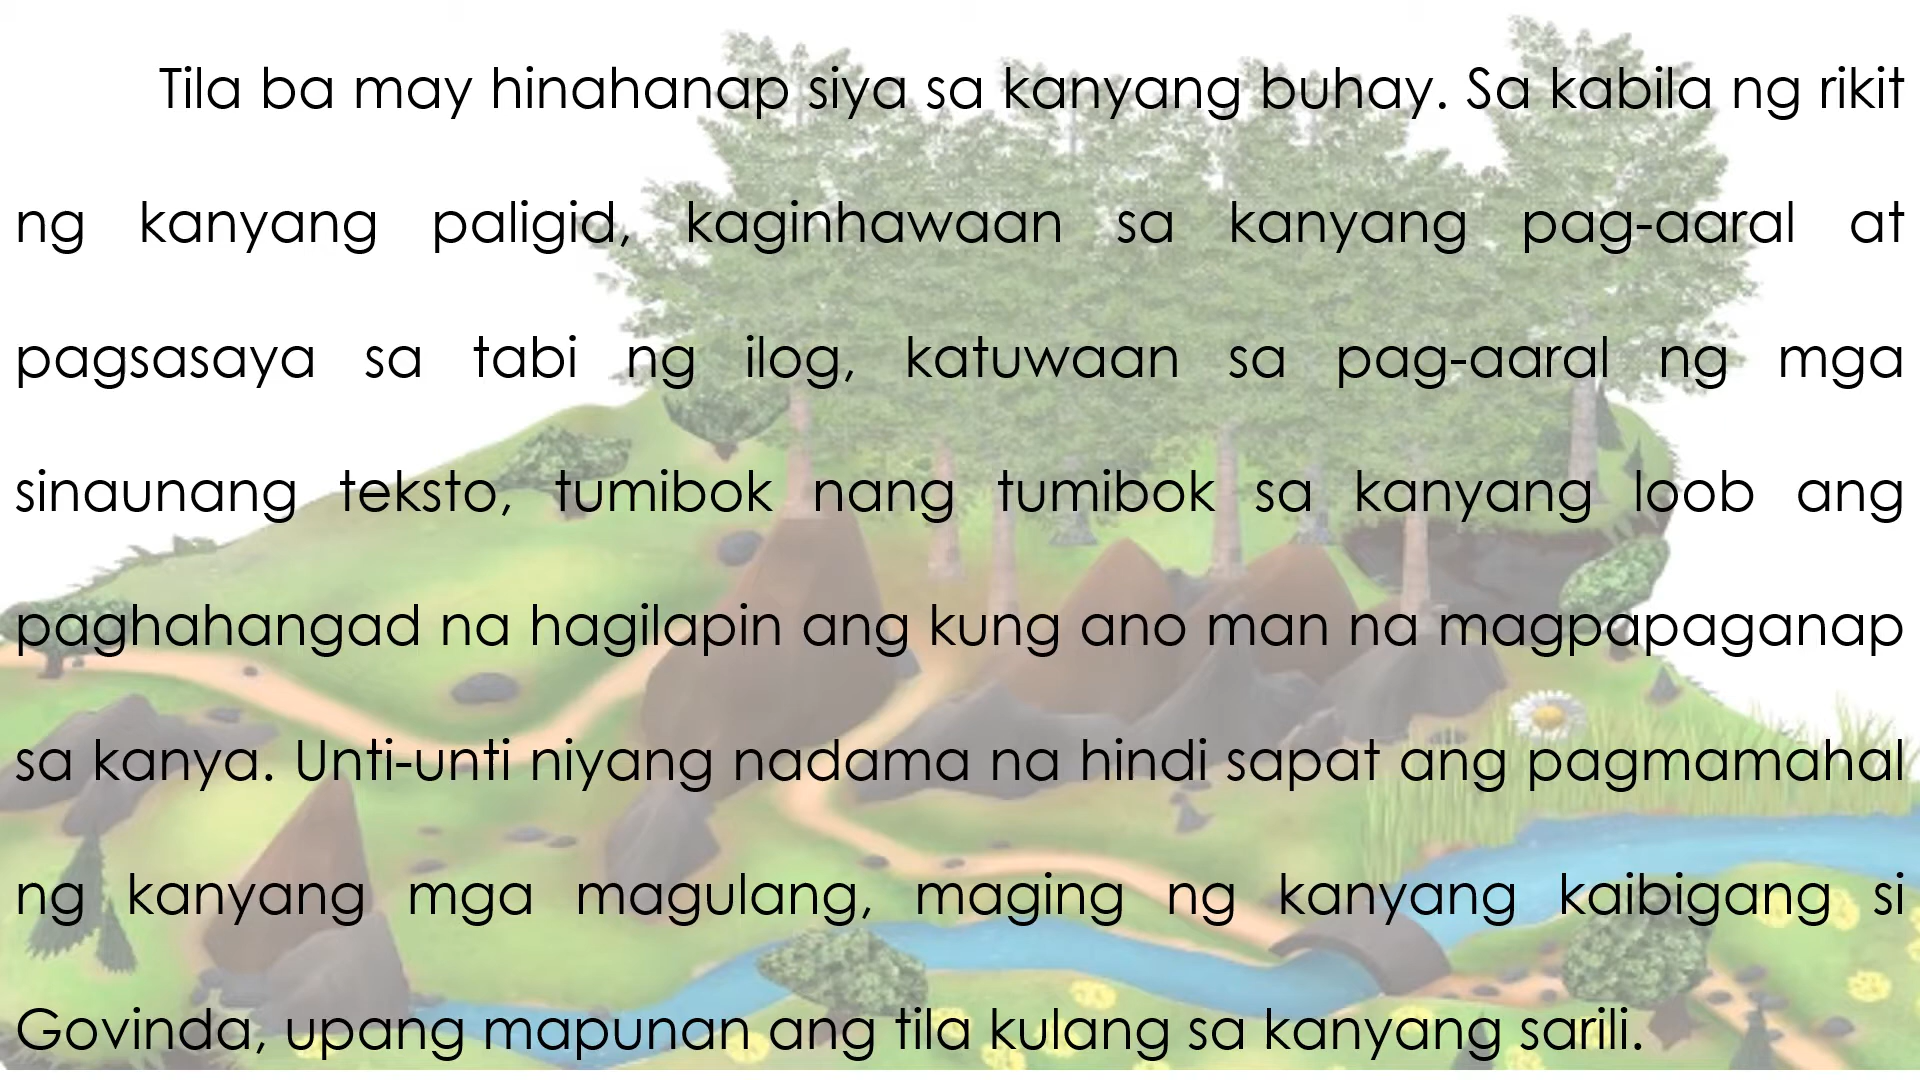 Tila ba may hinahanap siya sa kanyang buhay. Sa kabila ng rikit
ng kanyang paligid, kaginhawaan sa kanyang pag-aaral at
pagsasaya sa tabi ng ilog, katuwaan sa pag-aaral ng mga
sinaunang teksto, tumibok nang tumibok sa kanyang loob ang
paghahangad na hagilapin ang kung ano man na magpapaganap
sa kanya. Unti-unti niyang nadama na hindi sapat ang pagmamahal
ng kanyang mga magulang, maging ng kanyang kaibigang si
Govinda, upang mapunan ang tila kulang sa kanyang sarili.